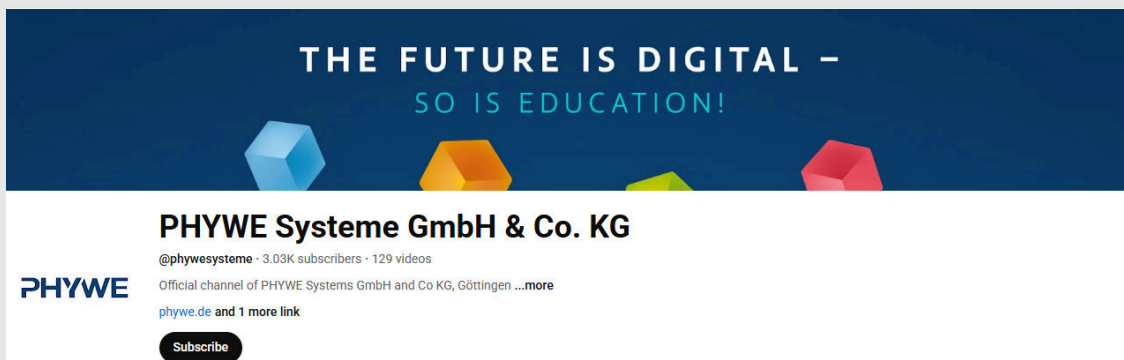 THE FUTURE IS DIGITAL –
SO IS EDUCATION!
PHYWE Systeme GmbH & Co. KG
@phywesysteme · 3.03K subscribers · 129 videos
PHYWE
Official channel of PHYWE Systems GmbH and Co KG, Göttingen ...more
phywe.de and 1 more link
Subscribe